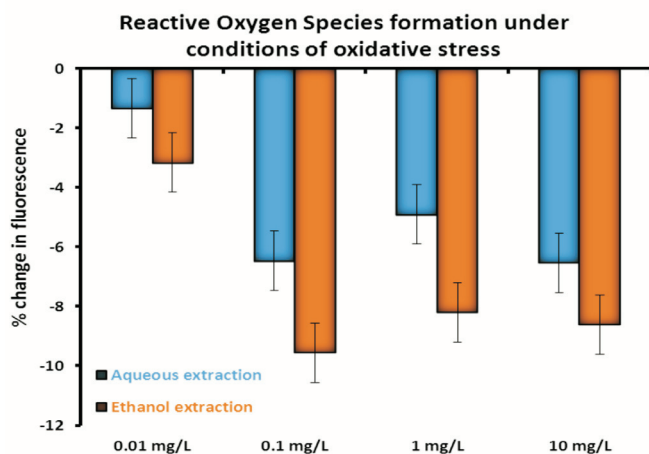 Reactive Oxygen Species formation under
conditions of oxidative stress
0
-2
-4
-6
-8
-10
-12
% change in fluorescence
Aqueous extraction
Ethanol extraction
0.01 mg/L 0.1 mg/L 1 mg/L 10 mg/L